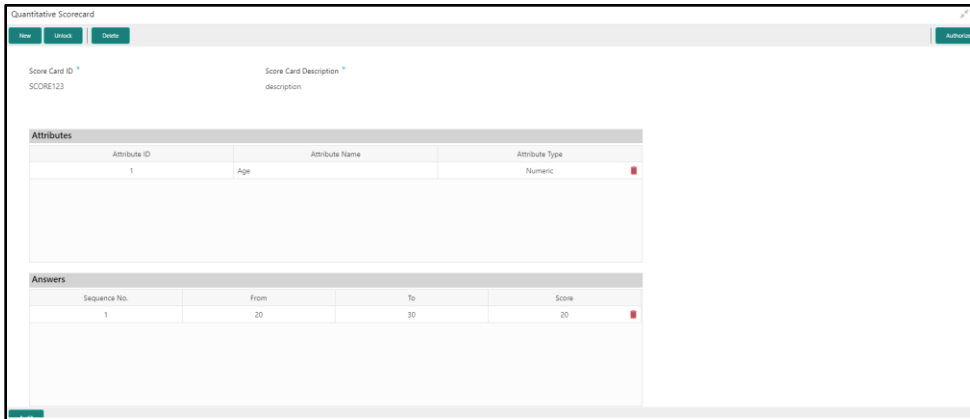 Quantitative Scorecard
New Unlock Delete Authorize
Score Card ID * Score Card Description *
SCORE123 description
Attributes
Attribute ID Attribute Name Attribute Type
1 Age Numeric
Answers
Sequence No. From To Score
1 20 30 20